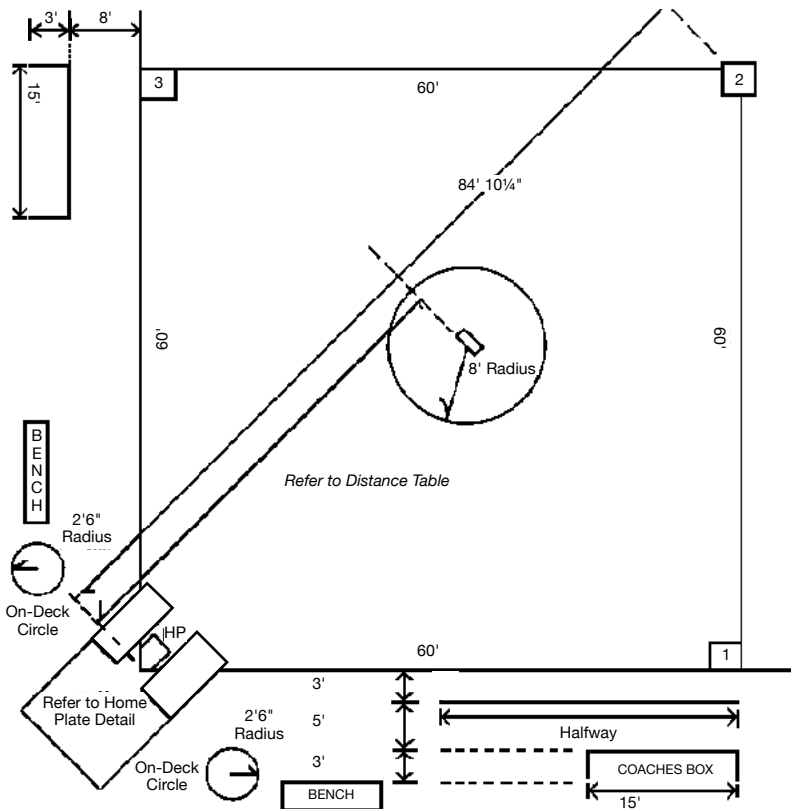 3'
8'
15'
3
60'
2
84' 10¼"
60'
60'
8' Radius
BENCH
Refer to Distance Table
2'6"
Radius
On-Deck
Circle
HP
60'
1
Refer to Home
Plate Detail
3'
5'
3'
2'6"
Radius
On-Deck
Circle
BENCH
Halfway
COACHES BOX
15'